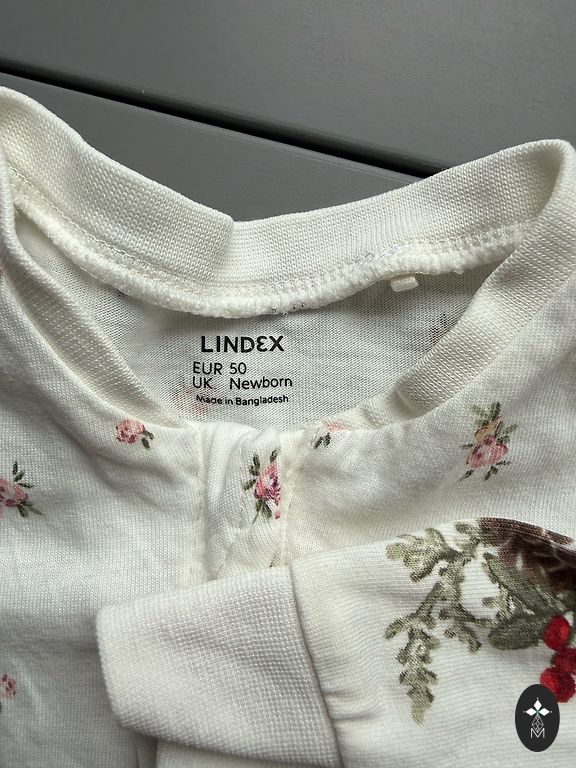 LINDEX
EUR 50
UK Newborn
Made in Bangladesh
M